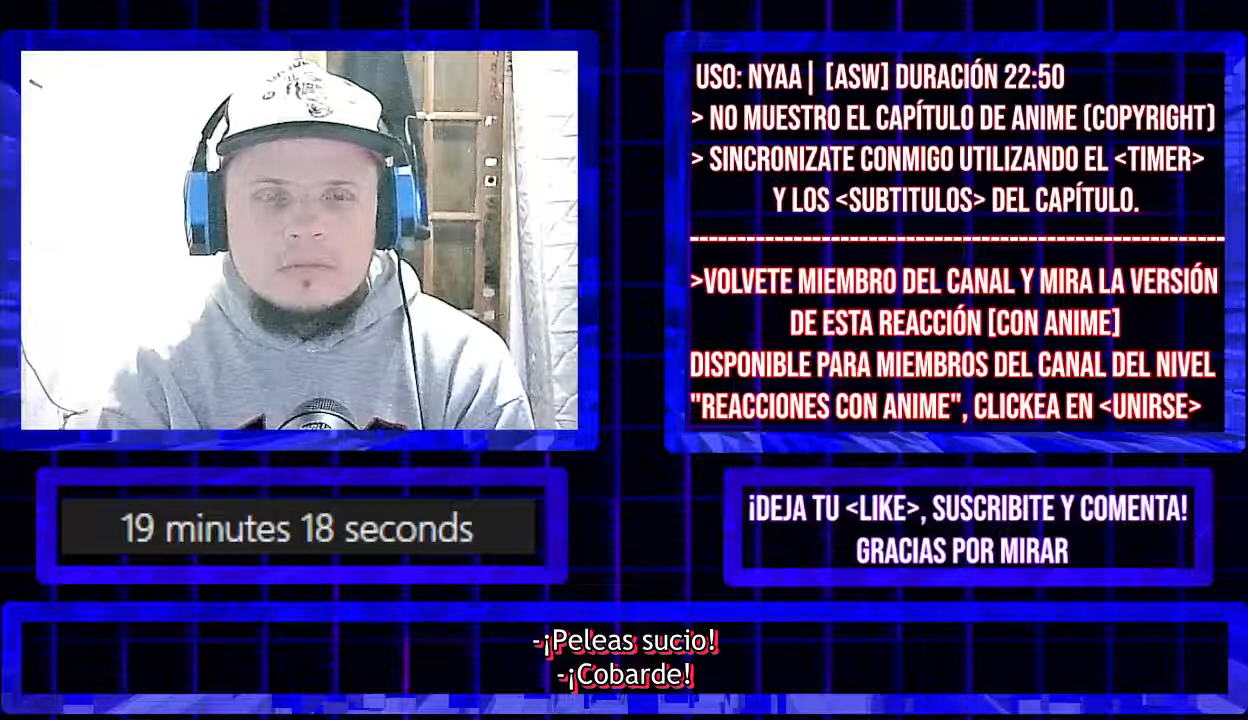 USO: NYAA| [ASW] DURACIÓN 22:50
> NO MUESTRO EL CAPÍTULO DE ANIME (COPYRIGHT)
> SINCRONIZATE CONMIGO UTILIZANDO EL <TIMER>
Y LOS <SUBTITULOS> DEL CAPÍTULO.
>VOLVETE MIEMBRO DEL CANAL Y MIRA LA VERSIÓN
DE ESTA REACCIÓN [CON ANIME]
DISPONIBLE PARA MIEMBROS DEL CANAL DEL NIVEL
"REACCIONES CON ANIME", CLICKEA EN <UNIRSE>
19 minutes 18 seconds
¡DEJA TU <LIKE>, SUSCRIBITE Y COMENTA!
GRACIAS POR MIRAR
-¡Peleas sucio!
-¡Cobarde!